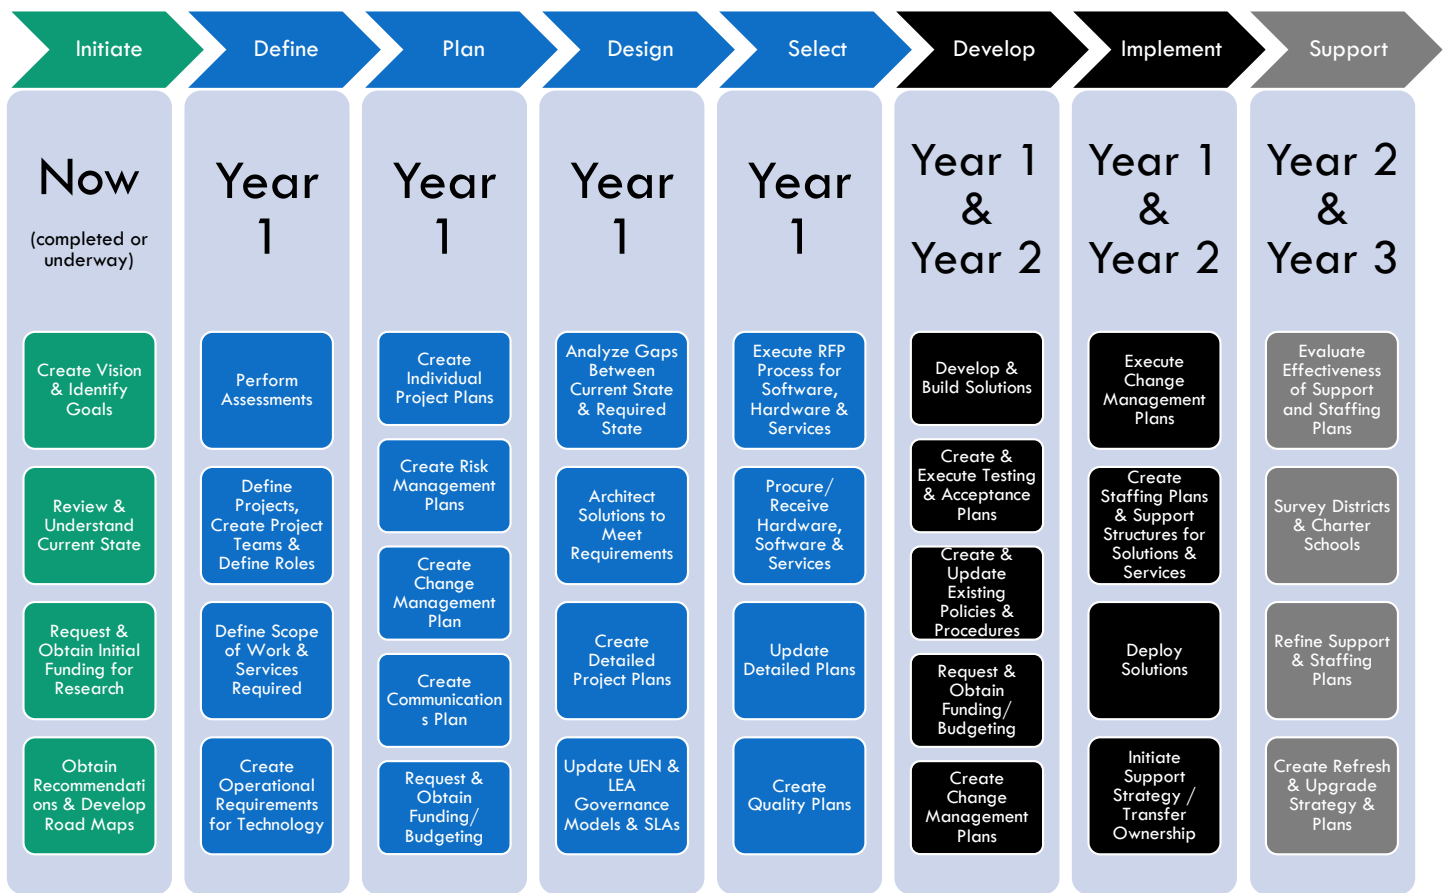 Initiate
Define
Plan
Design
Select
Develop
Implement
Support
Now
(completed or
underway)
Create Vision
& Identify
Goals
Review &
Understand
Current State
Request &
Obtain Initial
Funding for
Research
Obtain
Recommendati
ons & Develop
Road Maps
Year
1
Perform
Assessments
Define
Projects,
Create Project
Teams &
Define Roles
Define Scope
of Work &
Services
Required
Create
Operational
Requirements
for Technology
Year
1
Create
Individual
Project Plans
Create Risk
Management
Plans
Create
Change
Management
Plan
Create
Communication
s Plan
Request &
Obtain
Funding/
Budgeting
Year
1
Analyze Gaps
Between
Current State
& Required
State
Architect
Solutions to
Meet
Requirements
Create
Detailed
Project Plans
Update UEN &
LEA
Governance
Models & SLAs
Year
1
Execute RFP
Process for
Software,
Hardware &
Services
Procure/
Receive
Hardware,
Software &
Services
Update
Detailed Plans
Create
Quality Plans
Year 1
&
Year 2
Develop &
Build Solutions
Create &
Execute Testing
& Acceptance
Plans
Create &
Update
Existing
Policies &
Procedures
Request &
Obtain
Funding/
Budgeting
Create
Change
Management
Plans
Year 1
&
Year 2
Execute
Change
Management
Plans
Create
Staffing Plans
& Support
Structures for
Solutions &
Services
Deploy
Solutions
Initiate
Support
Strategy /
Transfer
Ownership
Year 2
&
Year 3
Evaluate
Effectiveness
of Support
and Staffing
Plans
Survey Districts
& Charter
Schools
Refine Support
& Staffing
Plans
Create Refresh
& Upgrade
Strategy &
Plans